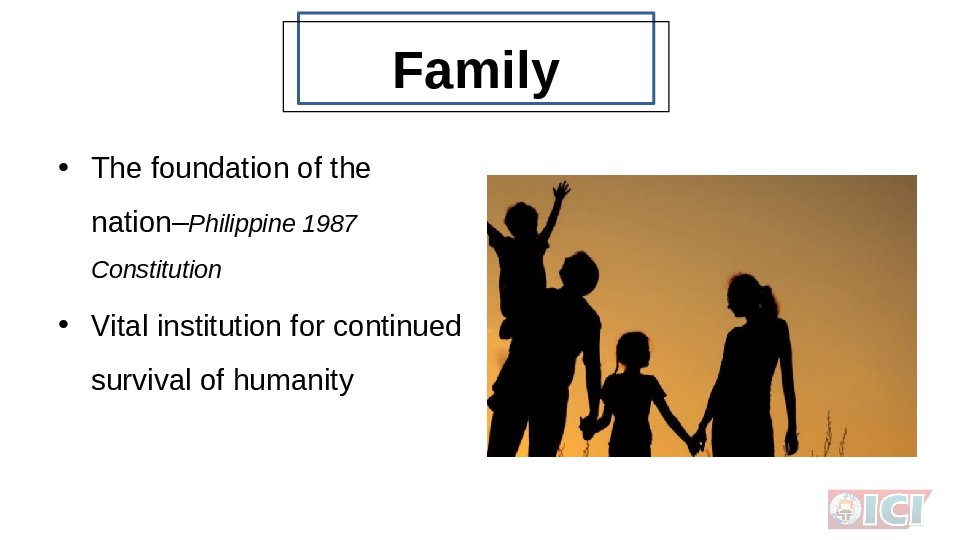 Family
• The foundation of the
nation–Philippine 1987
Constitution
• Vital institution for continued
survival of humanity
ICI